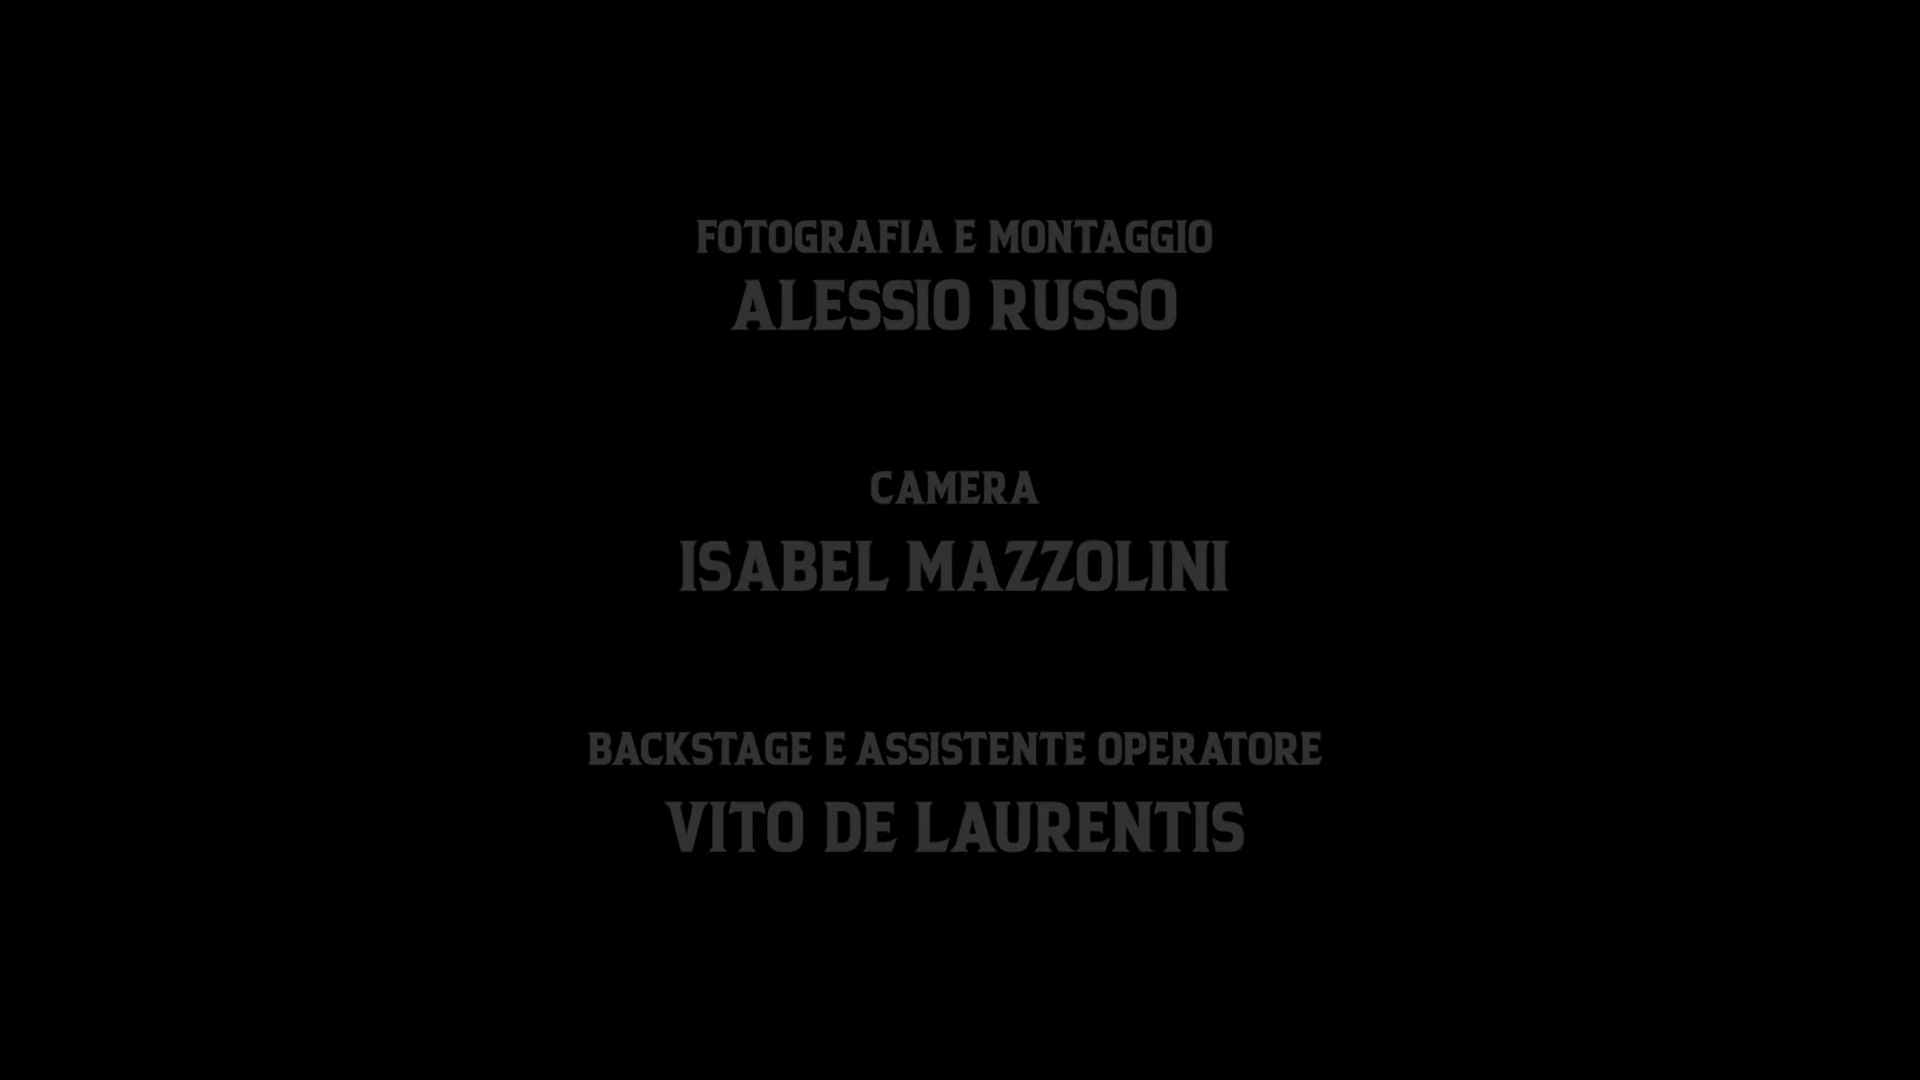 FOTOGRAFIA E MONTAGGIO
ALESSIO RUSSO
CAMERA
ISABEL MAZZOLINI
BACKSTAGE E ASSISTENTE OPERATORE
VITO DE LAURENTIS